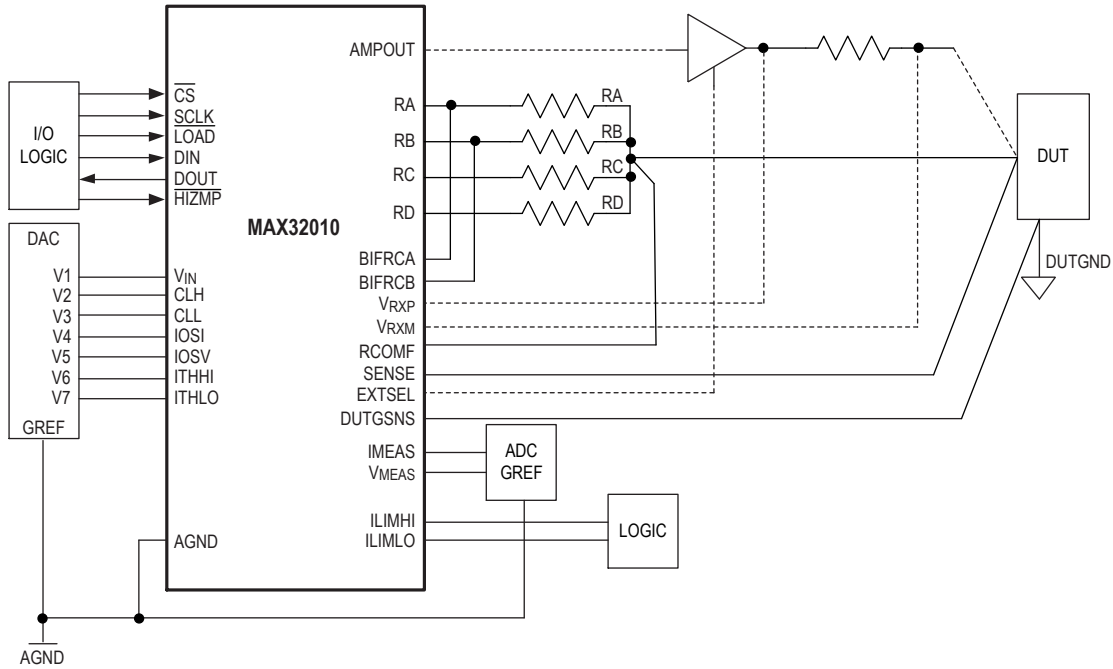 AMPOUT
I/O
LOGIC
CS
SCLK
LOAD
DIN
DOUT
HIZMP
RA
RB
RC
RD
RA
RB
RC
RD
DUT
DUTGND
MAX32010
DAC
V1
V2
V3
V4
V5
V6
V7
GREF
VIN
CLH
CLL
IOSI
IOSV
ITHHI
ITHLO
BIFRCA
BIFRCB
VRXP
VRXM
RCOMF
SENSE
EXTSEL
DUTGSNS
IMEAS
VMEAS
ADC
GREF
ILIMHI
ILIMLO
LOGIC
AGND
AGND